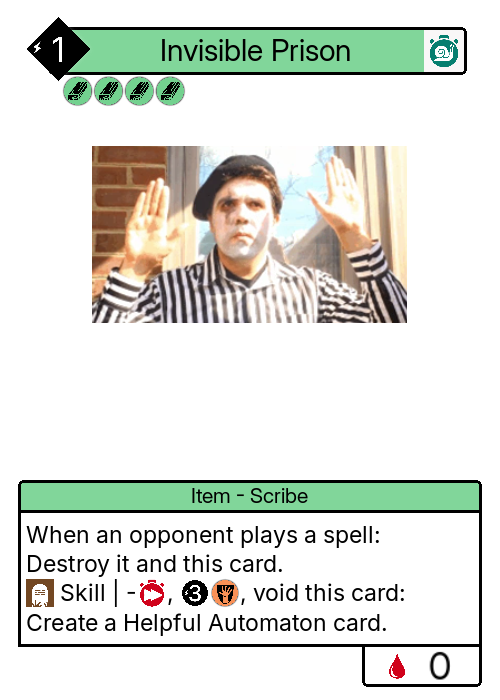 1 Invisible Prison
Item - Scribe
When an opponent plays a spell:
Destroy it and this card.
Skill | - , 3 , void this card:
Create a Helpful Automaton card.
0